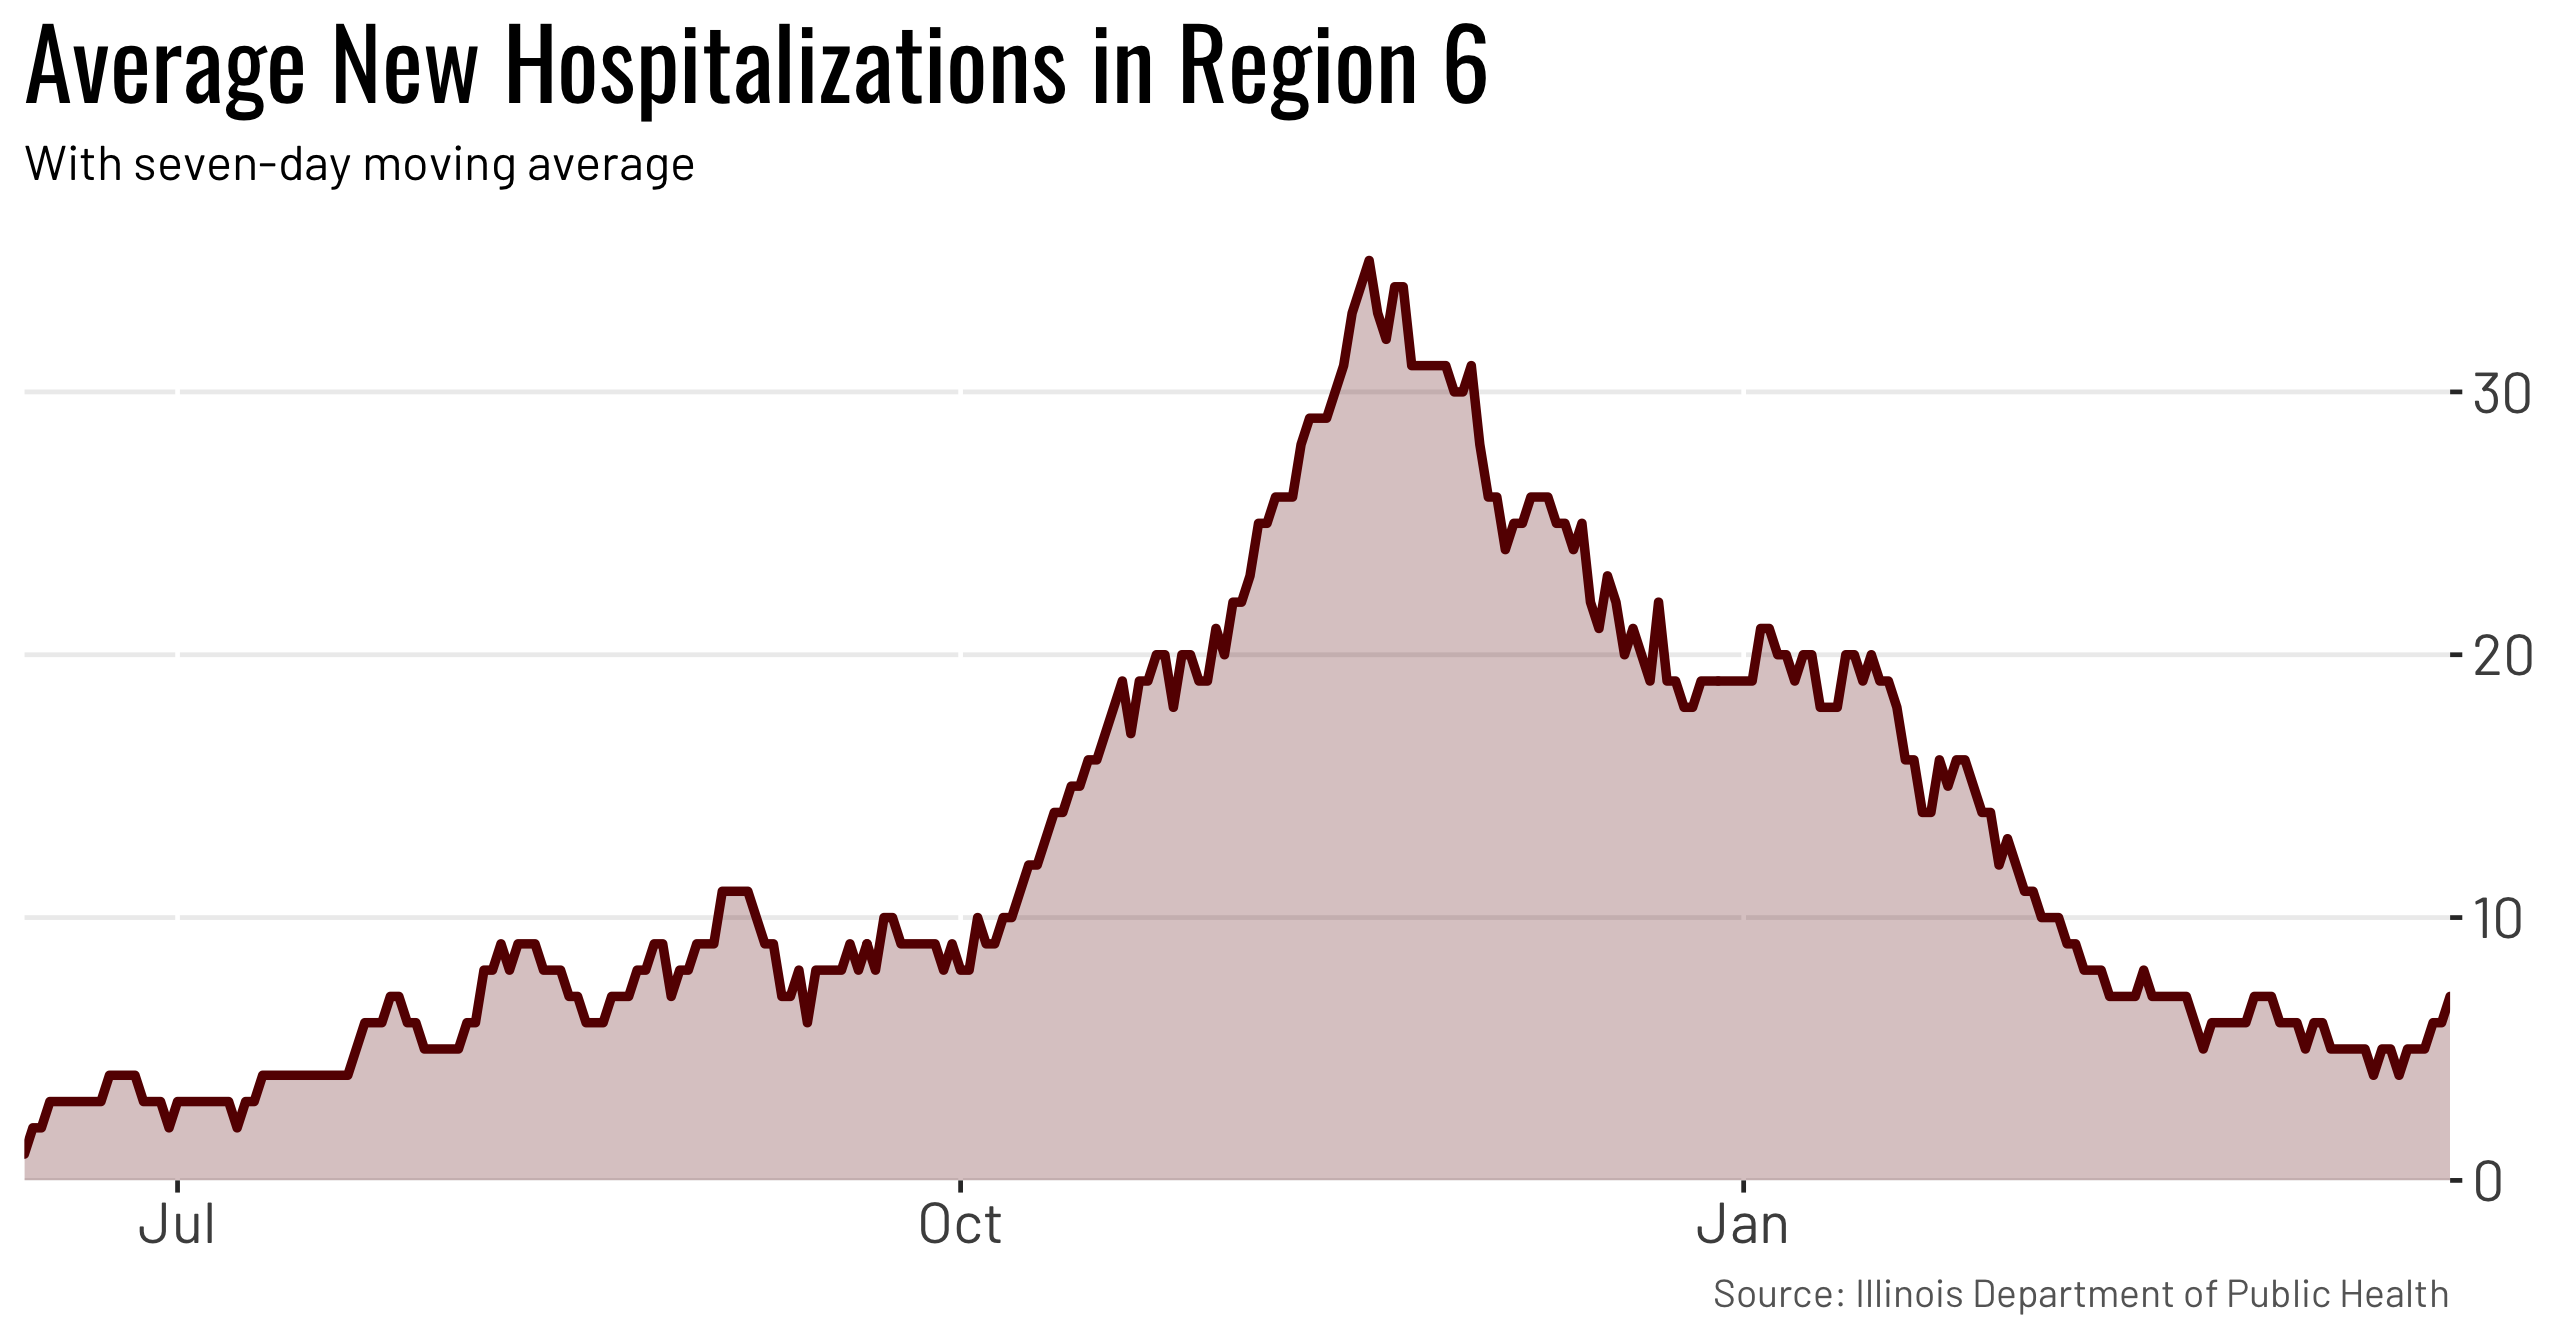 Average New Hospitalizations in Region 6
With seven-day moving average
30
20
10
0
Jul Oct Jan
Source: Illinois Department of Public Health